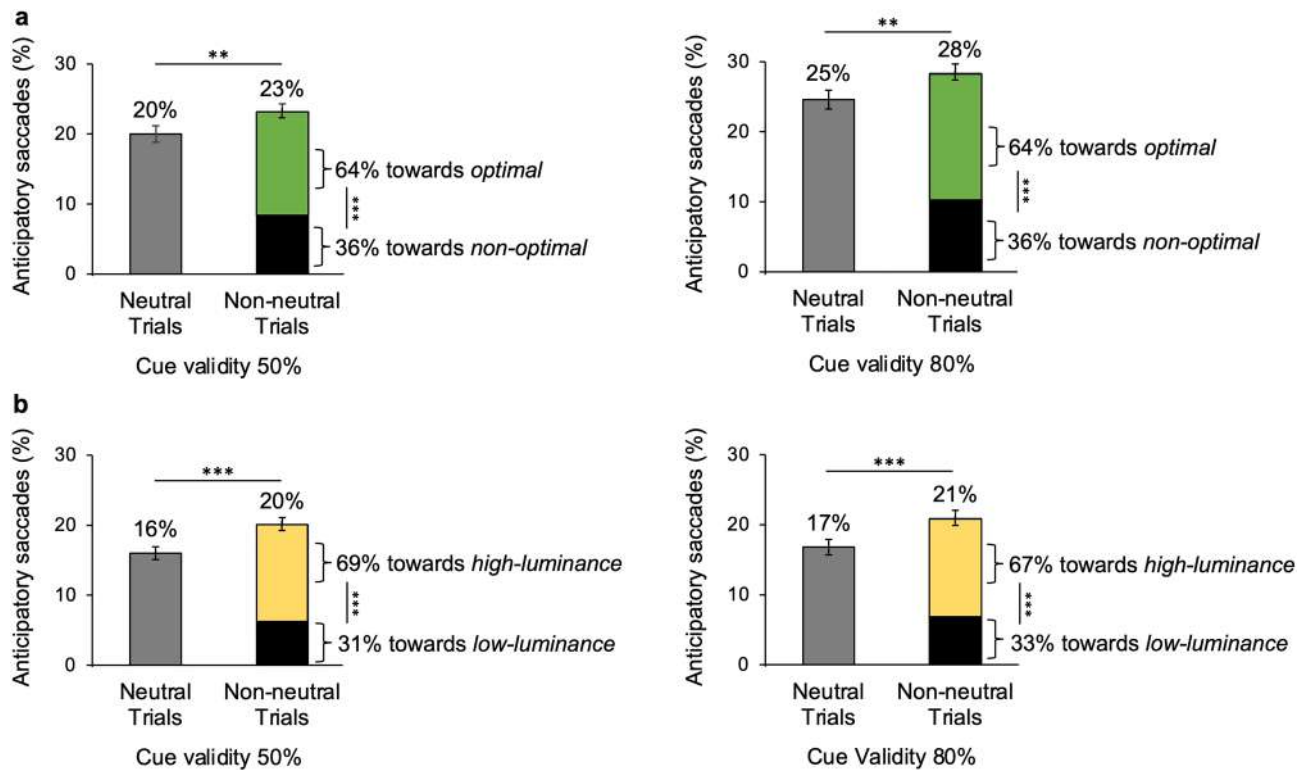 a
Anticipatory saccades (%)
30
20
10
0
**
20%
23%
64% towards optimal
***
36% towards non-optimal
Neutral
Trials
Non-neutral
Trials
Cue validity 50%
Anticipatory saccades (%)
30
20
10
0
**
25%
28%
64% towards optimal
***
36% towards non-optimal
Neutral
Trials
Non-neutral
Trials
Cue validity 80%
b
Anticipatory saccades (%)
30
20
10
0
***
16%
20%
69% towards high-luminance
***
31% towards low-luminance
Neutral
Trials
Non-neutral
Trials
Cue validity 50%
Anticipatory saccades (%)
30
20
10
0
***
17%
21%
67% towards high-luminance
***
33% towards low-luminance
Neutral
Trials
Non-neutral
Trials
Cue Validity 80%